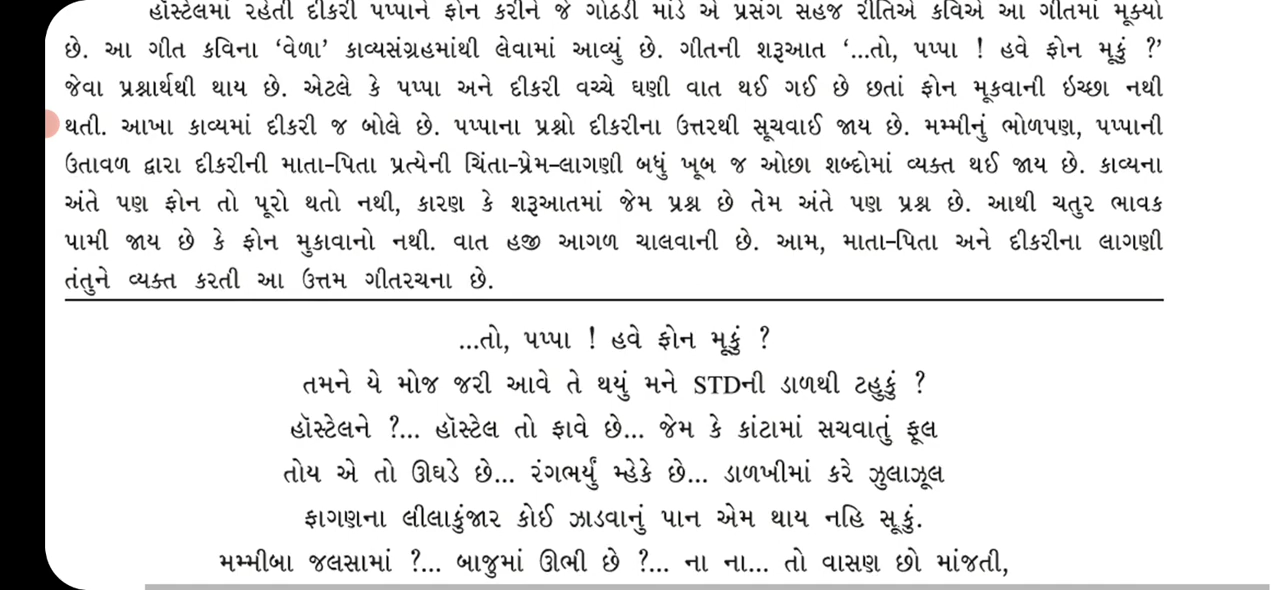 હૉસ્ટેલમાં રહેતી દીકરી પપ્પાને ફોન કરીને જે ગોઠડી માંડે એ પ્રસંગ સહજ રીતિએ કવિએ આ ગીતમાં મૂક્યો
છે. આ ગીત કવિના ‘વેળા’ કાવ્યસંગ્રહમાંથી લેવામાં આવ્યું છે. ગીતની શરૂઆત ‘...તો, પપ્પા ! હવે ફોન મૂકું ?’
જેવા પ્રશ્નાર્થથી થાય છે. એટલે કે પપ્પા અને દીકરી વચ્ચે ઘણી વાત થઈ ગઈ છે છતાં ફોન મૂકવાની ઇચ્છા નથી
થતી. આખા કાવ્યમાં દીકરી જ બોલે છે. પપ્પાના પ્રશ્નો દીકરીના ઉત્તરથી સૂચવાઈ જાય છે. મમ્મીનું ભોળપણ, પપ્પાની
ઉતાવળ દ્વારા દીકરીની માતા-પિતા પ્રત્યેની ચિંતા-પ્રેમ-લાગણી બધું ખૂબ જ ઓછા શબ્દોમાં વ્યક્ત થઈ જાય છે. કાવ્યના
અંતે પણ ફોન તો પૂરો થતો નથી, કારણ કે શરૂઆતમાં જેમ પ્રશ્ન છે તેમ અંતે પણ પ્રશ્ન છે. આથી ચતુર ભાવક
પામી જાય છે કે ફોન મુકાવાનો નથી. વાત હજી આગળ ચાલવાની છે. આમ, માતા-પિતા અને દીકરીના લાગણી
તંતુને વ્યક્ત કરતી આ ઉત્તમ ગીતરચના છે.
...તો, પપ્પા ! હવે ફોન મૂકું ?
તમને યે મોજ જરી આવે તે થયું મને STDની ડાળથી ટહુકું ?
હૉસ્ટેલને ?... હૉસ્ટેલ તો ફાવે છે... જેમ કે કાંટામાં સચવાતું ફૂલ
તોય એ તો ઊઘડે છે... રંગભર્યું મ્હેકે છે... ડાળખીમાં કરે ઝુલાઝૂલ
ફાગણના લીલાકુંજાર કોઈ ઝાડવાનું પાન એમ થાય નહિ સૂકું.
મમ્મીબા જલસામાં ?... બાજુમાં ઊભી છે ?... ના ના... તો વાસણ છો માંજતી,